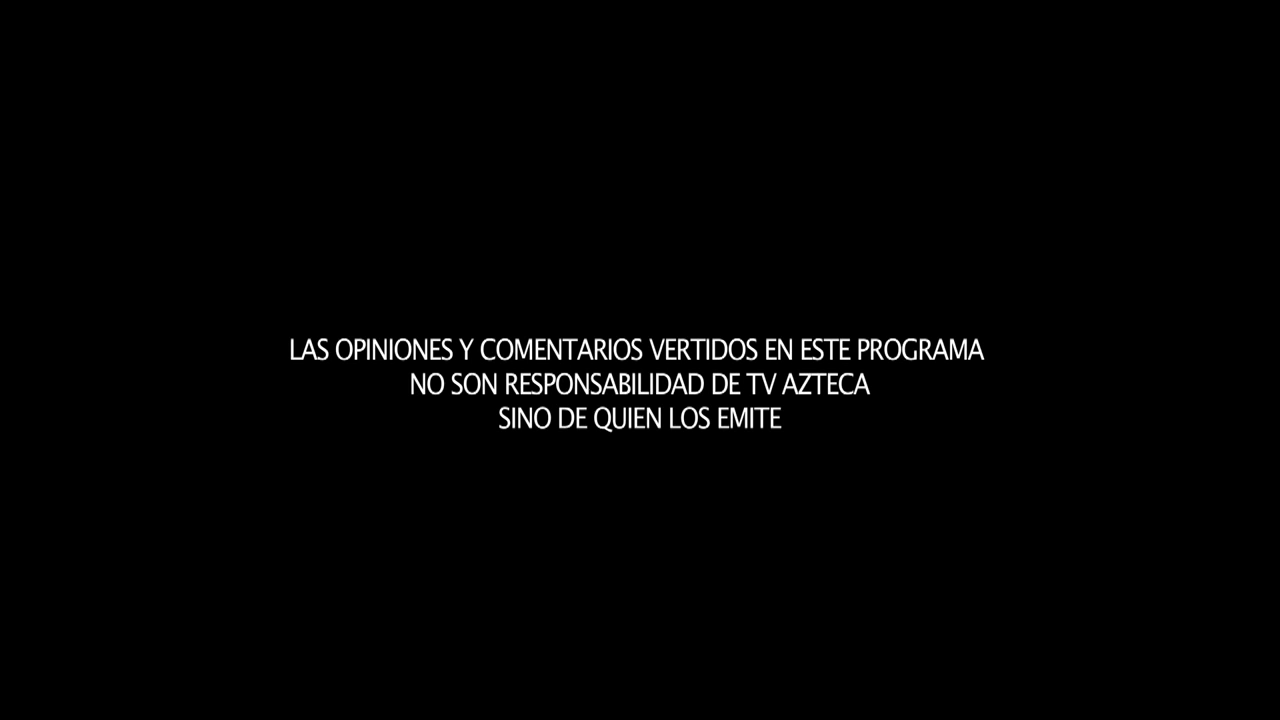 LAS OPINIONES Y COMENTARIOS VERTIDOS EN ESTE PROGRAMA
NO SON RESPONSABILIDAD DE TV AZTECA
SINO DE QUIEN LOS EMITE